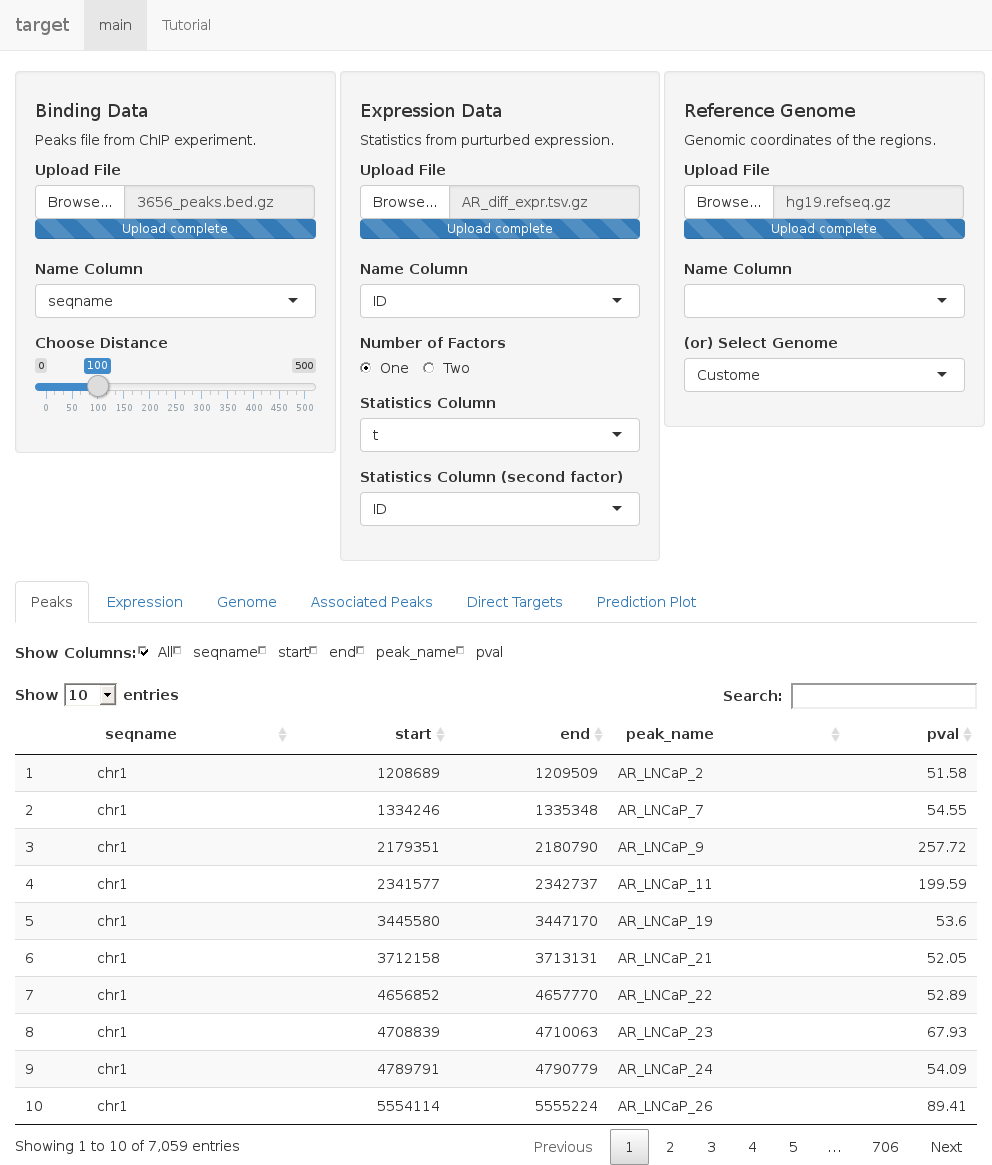 target main Tutorial
Binding Data
Peaks file from ChIP experiment.
Upload File
Browse... 3656_peaks.bed.gz
Upload complete
Name Column
seqname
Choose Distance
0 100 500
0 50 100 150 200 250 300 350 400 450 500
Expression Data
Statistics from purturbed expression.
Upload File
Browse... AR_diff_expr.tsv.gz
Upload complete
Name Column
ID
Number of Factors
One Two
Statistics Column
t
Statistics Column (second factor)
ID
Reference Genome
Genomic coordinates of the regions.
Upload File
Browse... hg19.refseq.gz
Upload complete
Name Column
(or) Select Genome
Custome
Peaks Expression Genome Associated Peaks Direct Targets Prediction Plot
Show Columns: All seqname start end peak_name pval
Show 10 entries Search:
seqname start end peak_name pval
1 chr1 1208689 1209509 AR_LNCaP_2 51.58
2 chr1 1334246 1335348 AR_LNCaP_7 54.55
3 chr1 2179351 2180790 AR_LNCaP_9 257.72
4 chr1 2341577 2342737 AR_LNCaP_11 199.59
5 chr1 3445580 3447170 AR_LNCaP_19 53.6
6 chr1 3712158 3713131 AR_LNCaP_21 52.05
7 chr1 4656852 4657770 AR_LNCaP_22 52.89
8 chr1 4708839 4710063 AR_LNCaP_23 67.93
9 chr1 4789791 4790779 AR_LNCaP_24 54.09
10 chr1 5554114 5555224 AR_LNCaP_26 89.41
Showing 1 to 10 of 7,059 entries Previous 1 2 3 4 5 ... 706 Next